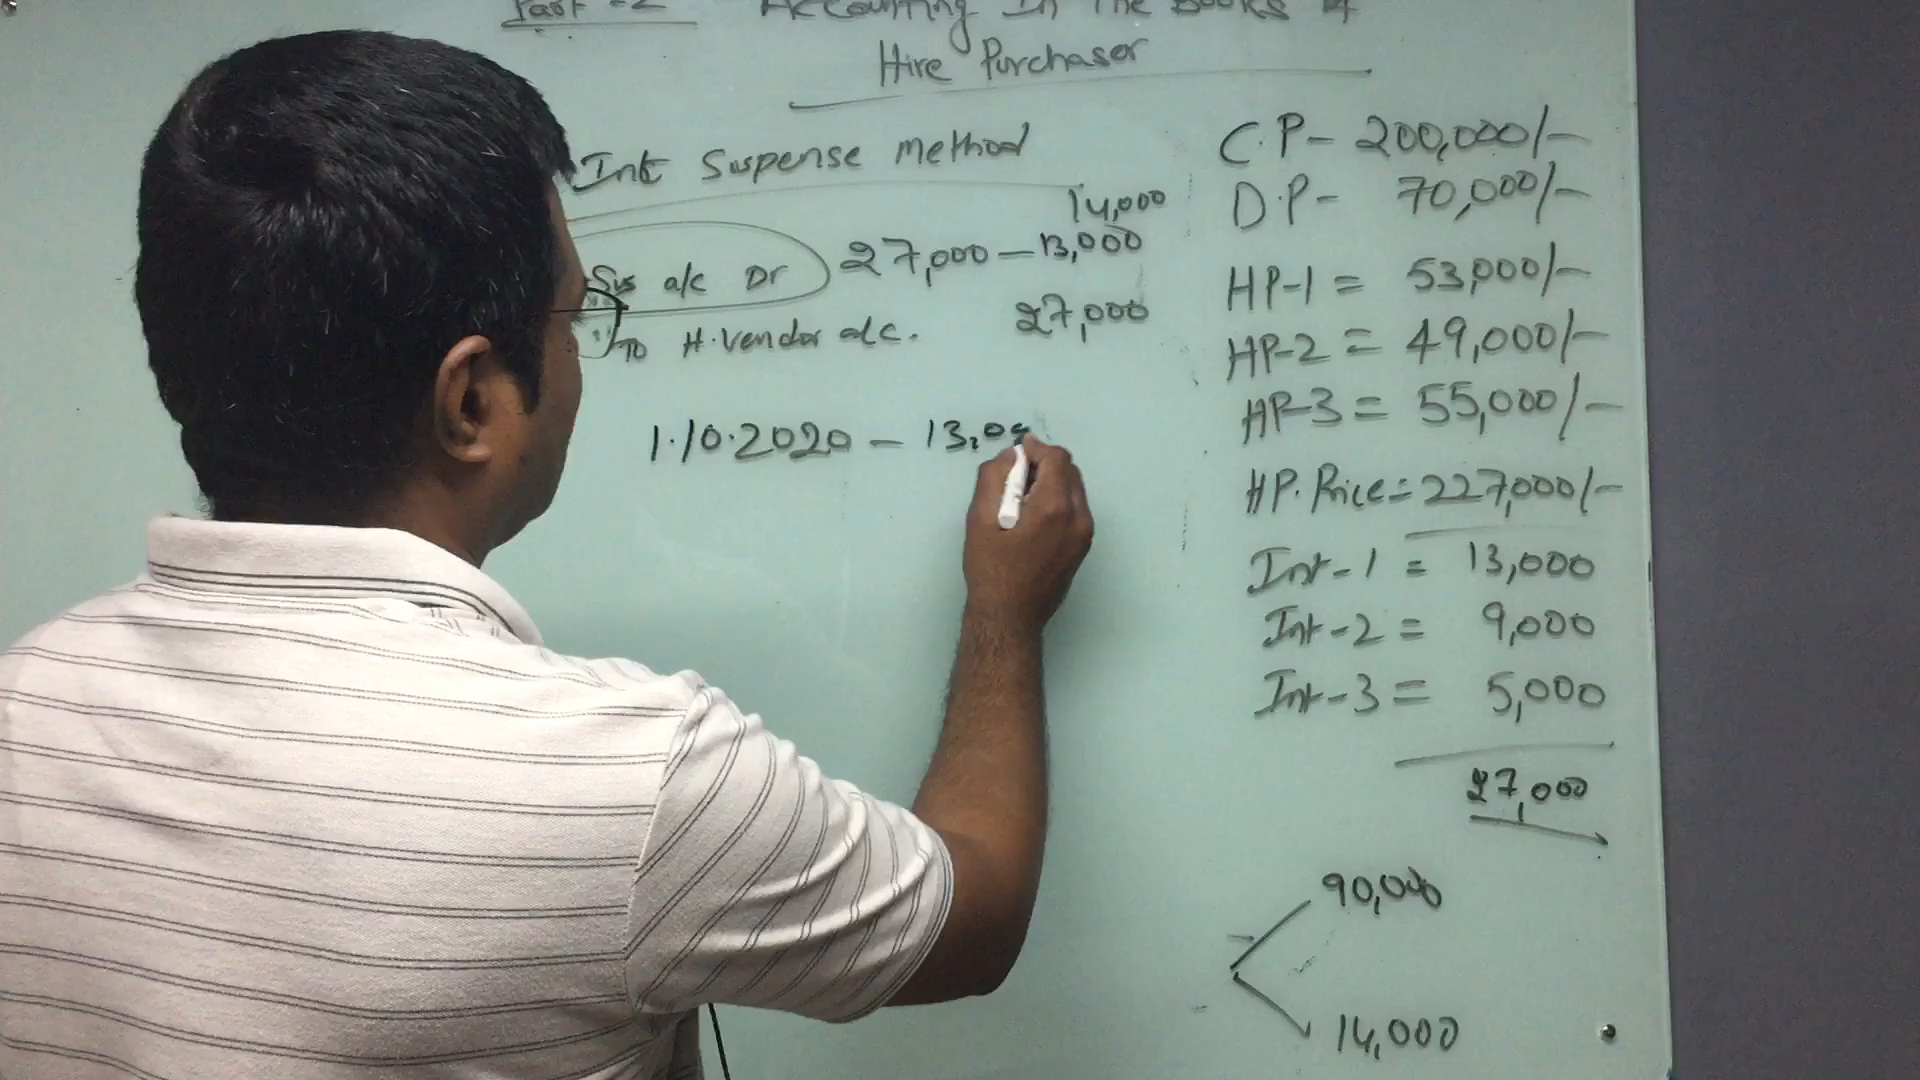 Part-2 Accounting In The Books of
Hire Purchaser
Int Suspense method
14,000
Sus a/c Dr 27,000 - 13,000
To H.Vendor a/c. 27,000
1.10.2020 - 13,00
C.P - 200,000/-
D.P - 70,000/-
HP-1 = 53,000/-
HP-2 = 49,000/-
HP-3 = 55,000/-
HP.Price = 227,000/-
Int-1 = 13,000
Int-2 = 9,000
Int-3 = 5,000
27,000
90,000
14,000